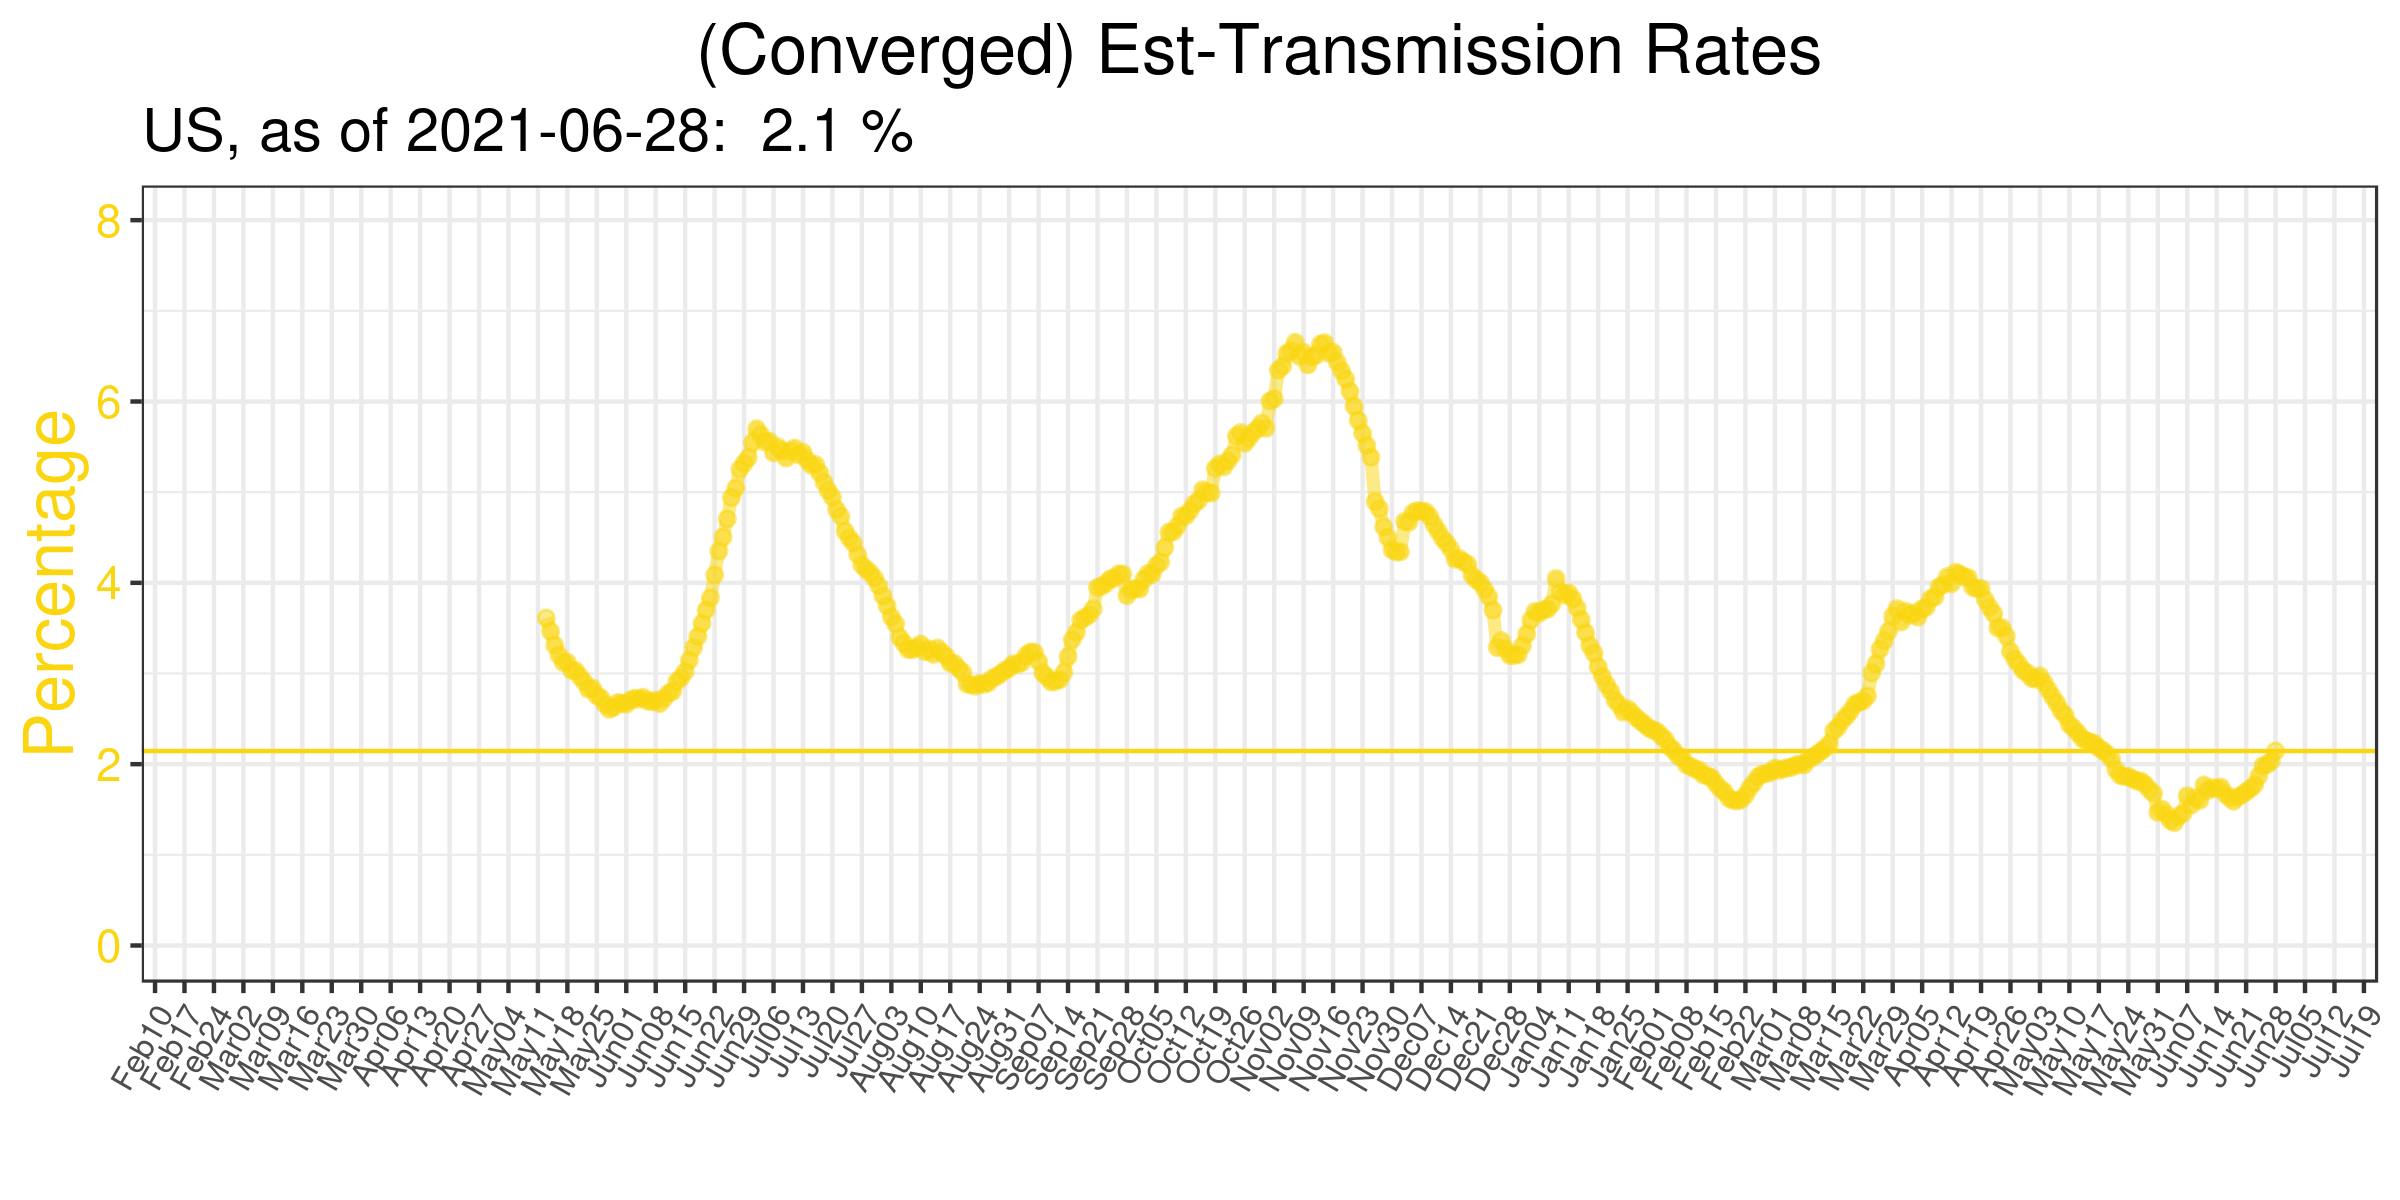 (Converged) Est-Transmission Rates
US, as of 2021-06-28:  2.1 %
Percentage
8
6
4
2
0
Feb10
Feb17
Feb24
Mar02
Mar09
Mar16
Mar23
Mar30
Apr06
Apr13
Apr20
Apr27
May04
May11
May18
May25
Jun01
Jun08
Jun15
Jun22
Jun29
Jul06
Jul13
Jul20
Jul27
Aug03
Aug10
Aug17
Aug24
Aug31
Sep07
Sep14
Sep21
Sep28
Oct05
Oct12
Oct19
Oct26
Nov02
Nov09
Nov16
Nov23
Nov30
Dec07
Dec14
Dec21
Dec28
Jan04
Jan11
Jan18
Jan25
Feb01
Feb08
Feb15
Feb22
Mar01
Mar08
Mar15
Mar22
Mar29
Apr05
Apr12
Apr19
Apr26
May03
May10
May17
May24
May31
Jun07
Jun14
Jun21
Jun28
Jul05
Jul12
Jul19